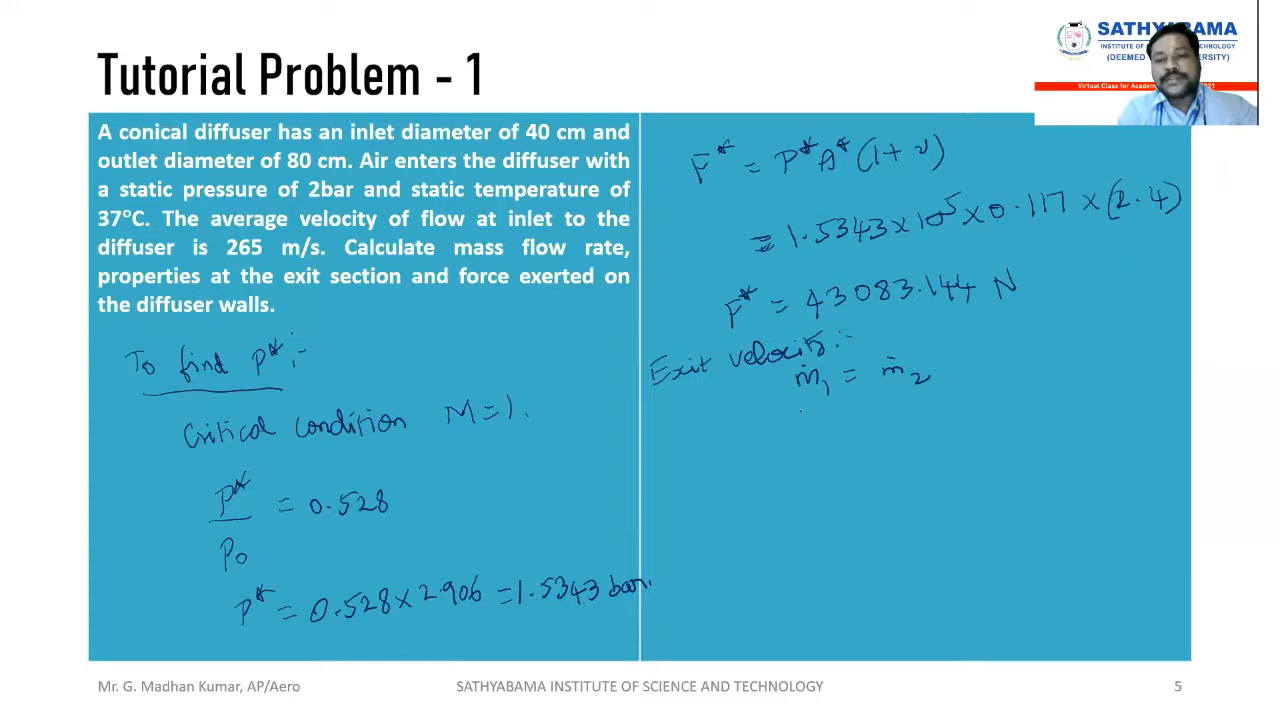 Tutorial Problem - 1
SATHYABAMA
INSTITUTE OF
(DEEMED
Virtual Class for Academ
A conical diffuser has an inlet diameter of 40 cm and
outlet diameter of 80 cm. Air enters the diffuser with
a static pressure of 2bar and static temperature of
37°C. The average velocity of flow at inlet to the
diffuser is 265 m/s. Calculate mass flow rate,
properties at the exit section and force exerted on
the diffuser walls.
To find P* :-
Critical condition M=1.
P*/P0 = 0.528
P* = 0.528 x 2.906 = 1.5343 bar.
F* = P* A* (1+γ)
= 1.5343 x 10^5 x 0.117 x (2.4)
F* = 43083.144 N
Exit velocity :-
ṁ1 = ṁ2
Mr. G. Madhan Kumar, AP/Aero
SATHYABAMA INSTITUTE OF SCIENCE AND TECHNOLOGY
5